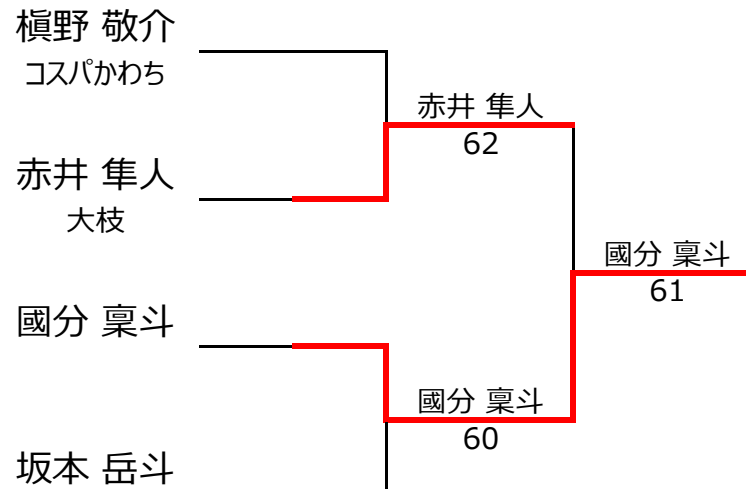 槇野 敬介
コスパかわち
赤井 隼人
62
赤井 隼人
大枝
國分 稟斗
61
國分 稟斗
國分 稟斗
60
坂本 岳斗